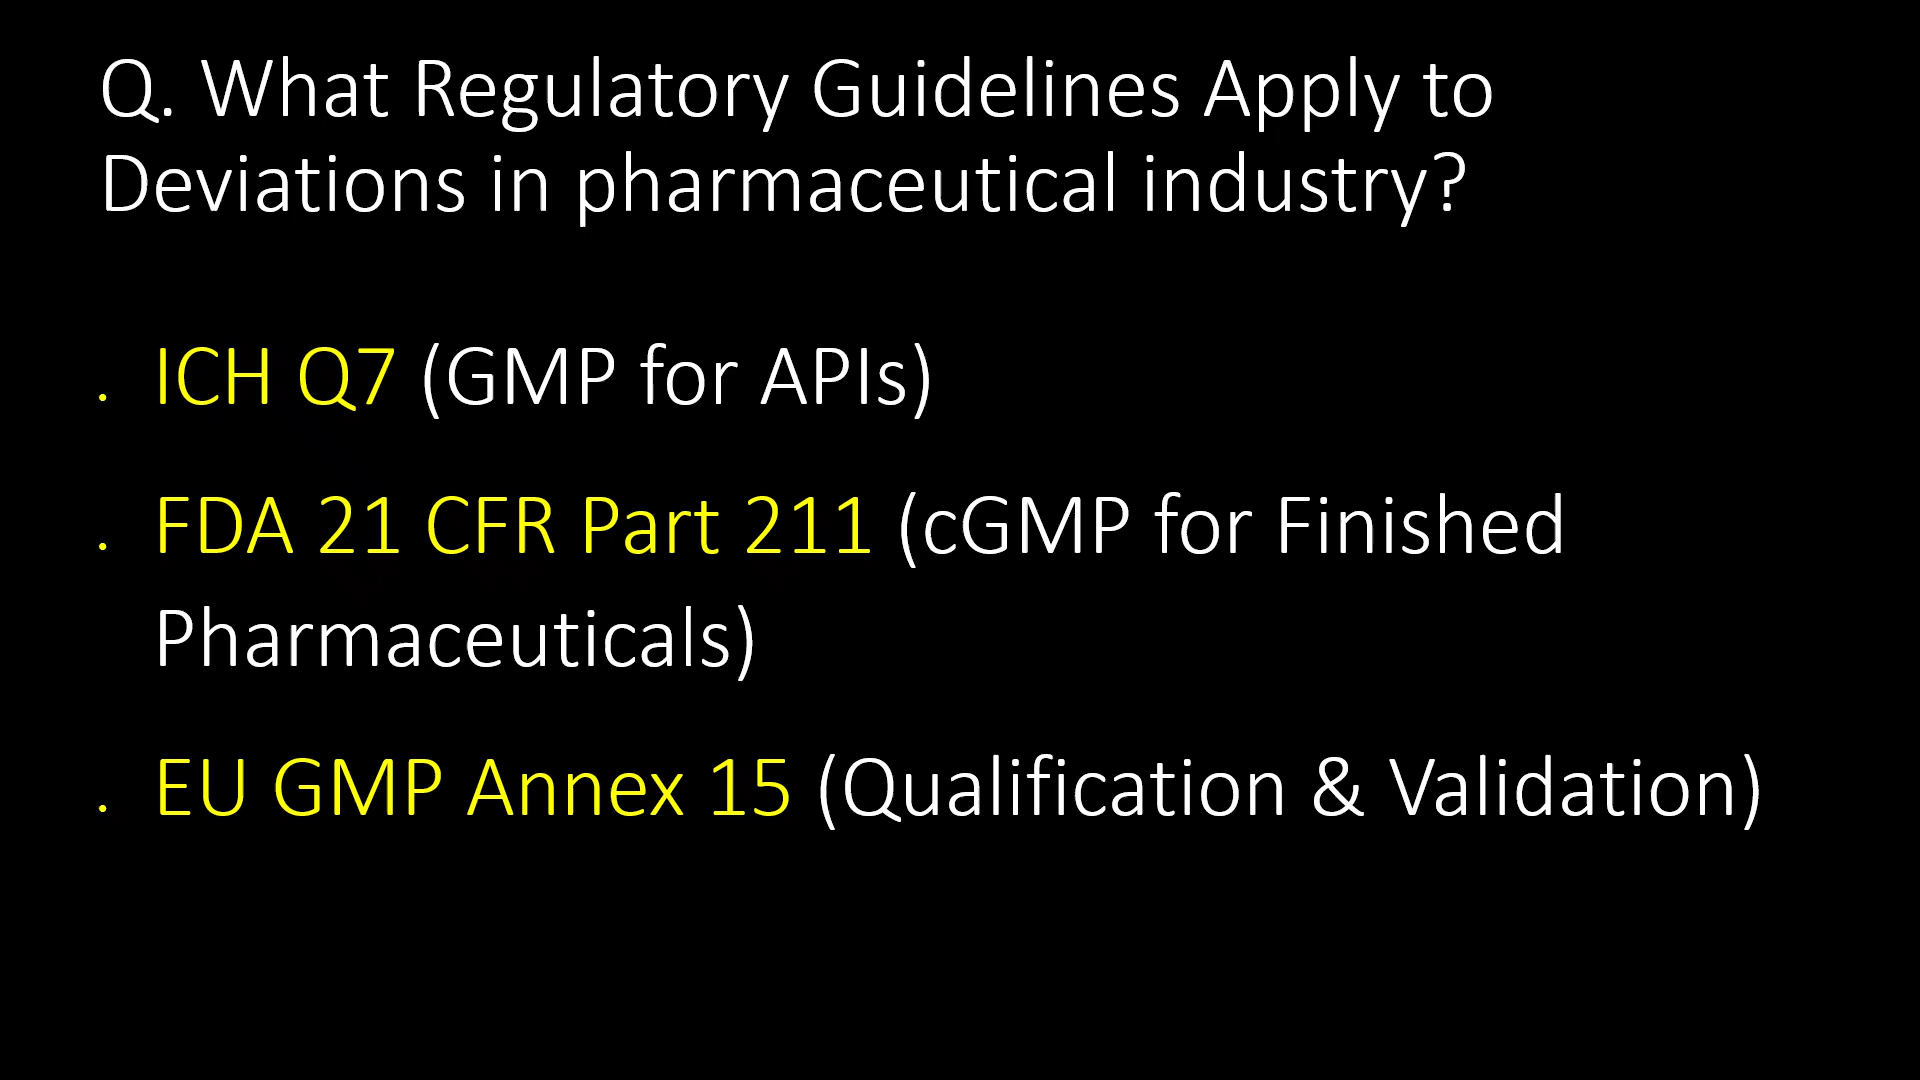 Q. What Regulatory Guidelines Apply to
Deviations in pharmaceutical industry?
. ICH Q7 (GMP for APIs)
. FDA 21 CFR Part 211 (cGMP for Finished
Pharmaceuticals)
. EU GMP Annex 15 (Qualification & Validation)